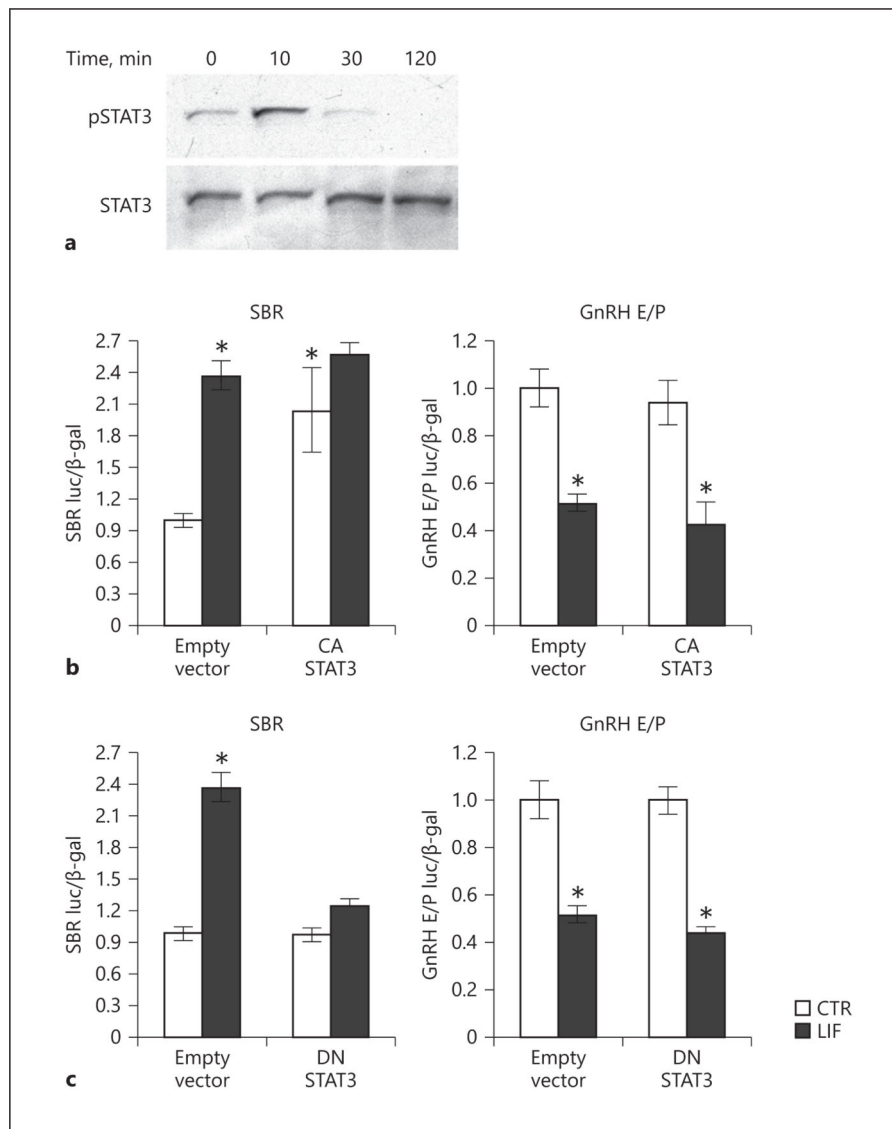 Time, min 0 10 30 120
pSTAT3
STAT3
a
SBR
SBR luc/β-gal
2.7
2.4
2.1
1.8
1.5
1.2
0.9
0.6
0.3
0
* *
Empty vector
CA STAT3
GnRH E/P
GnRH E/P luc/β-gal
1.2
1.0
0.8
0.6
0.4
0.2
0
* *
Empty vector
CA STAT3
b
SBR
SBR luc/β-gal
2.7
2.4
2.1
1.8
1.5
1.2
0.9
0.6
0.3
0
*
Empty vector
DN STAT3
GnRH E/P
GnRH E/P luc/β-gal
1.2
1.0
0.8
0.6
0.4
0.2
0
* *
Empty vector
DN STAT3
CTR
LIF
c